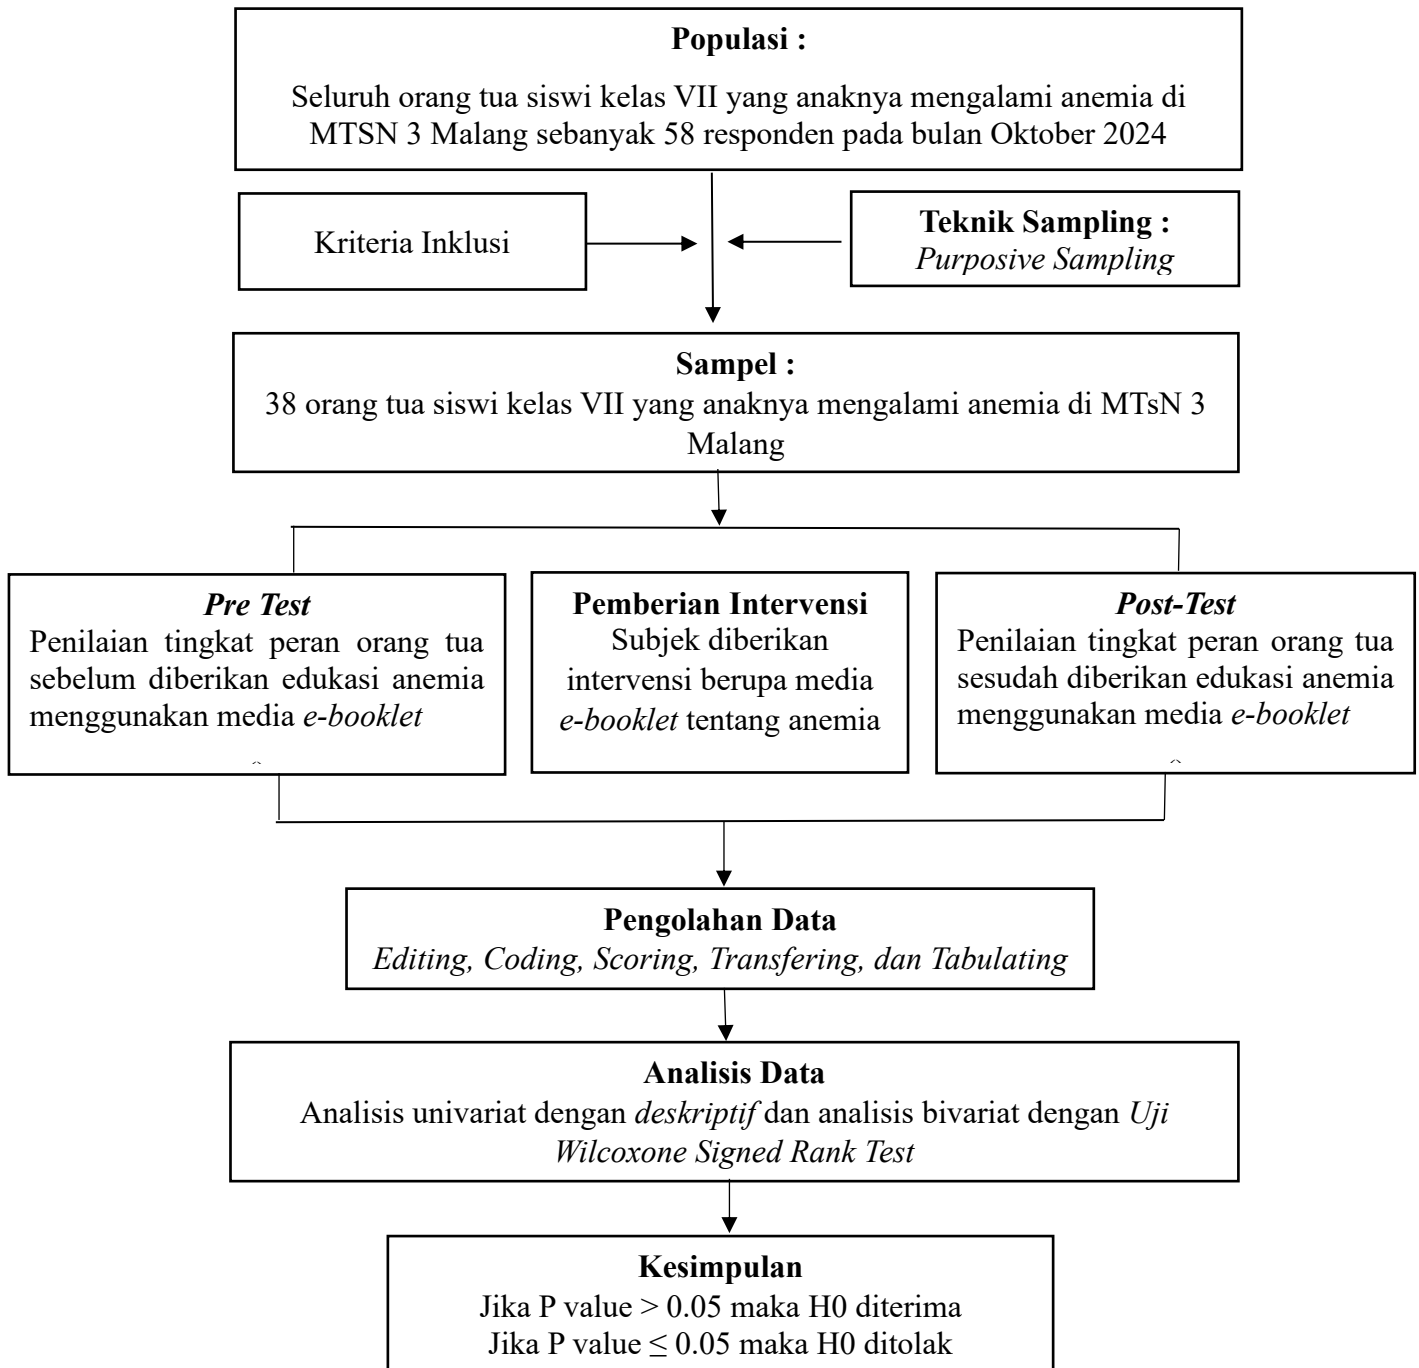 Populasi :
Seluruh orang tua siswi kelas VII yang anaknya mengalami anemia di
MTSN 3 Malang sebanyak 58 responden pada bulan Oktober 2024
Kriteria Inklusi
Teknik Sampling :
Purposive Sampling
Sampel :
38 orang tua siswi kelas VII yang anaknya mengalami anemia di MTsN 3
Malang
Pre Test
Penilaian tingkat peran orang tua
sebelum diberikan edukasi anemia
menggunakan media e-booklet
Pemberian Intervensi
Subjek diberikan
intervensi berupa media
e-booklet tentang anemia
Post-Test
Penilaian tingkat peran orang tua
sesudah diberikan edukasi anemia
menggunakan media e-booklet
Pengolahan Data
Editing, Coding, Scoring, Transfering, dan Tabulating
Analisis Data
Analisis univariat dengan deskriptif dan analisis bivariat dengan Uji
Wilcoxone Signed Rank Test
Kesimpulan
Jika P value > 0.05 maka H0 diterima
Jika P value ≤ 0.05 maka H0 ditolak